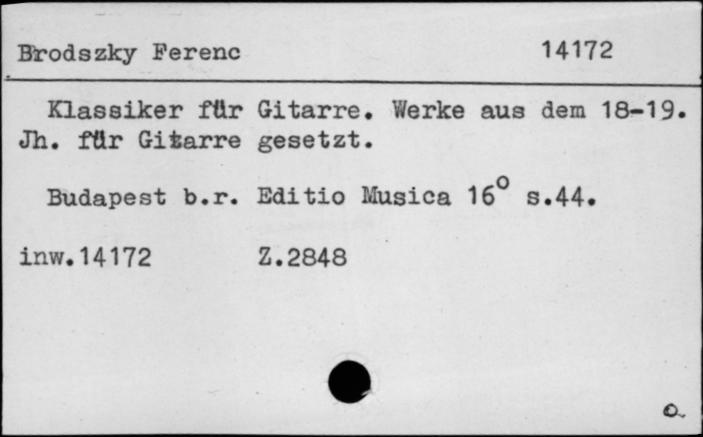 Brodszky Ferenc 14172
Klassiker für Gitarre. Werke aus dem 18-19.
Jh. für Gitarre gesetzt.
Budapest b.r. Editio Musica 16° s.44.
inw.14172 Z.2848